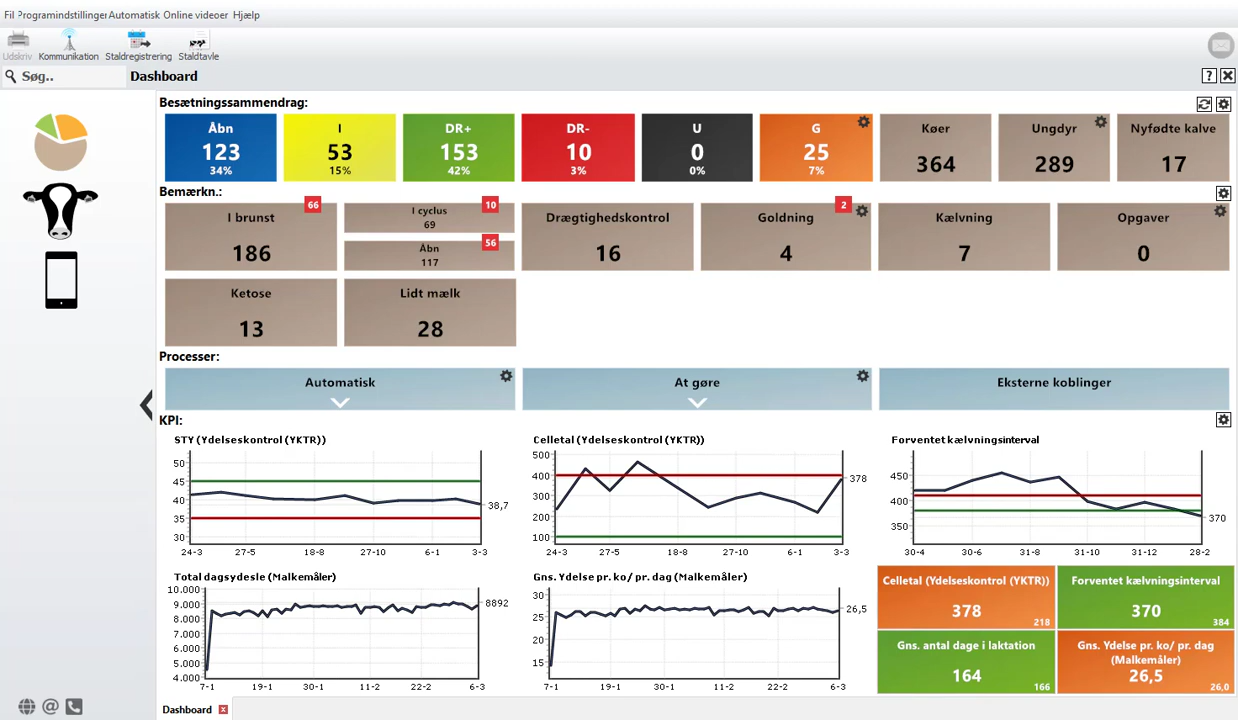 Fil Programindstillinger Automatisk Online videoer Hjælp
Udskriv Kommunikation Staldregistrering Staldtavle
Søg..
Dashboard
Besætningssammendrag:
Åbn
123
34%
I
53
15%
DR+
153
42%
DR-
10
3%
U
0
0%
G
25
7%
Køer
364
Ungdyr
289
Nyfødte kalve
17
Bemærkn.:
I brunst
66
186
I cyclus
10
69
Åbn
56
117
Drægtighedskontrol
16
Goldning
2
4
Kælvning
7
Opgaver
0
Ketose
13
Lidt mælk
28
Processer:
Automatisk
At gøre
Eksterne koblinger
KPI:
STY (Ydelseskontrol (YKTR))
50
45
40
35
30
38,7
24-3 27-5 18-8 27-10 6-1 3-3
Celletal (Ydelseskontrol (YKTR))
500
400
300
200
100
378
24-3 27-5 18-8 27-10 6-1 3-3
Forventet kælvningsinterval
450
400
350
370
30-4 30-6 31-8 31-10 31-12 28-2
Total dagsydesle (Malkemåler)
10.000
9.000
8.000
7.000
6.000
5.000
4.000
8892
7-1 19-1 30-1 11-2 22-2 6-3
Gns. Ydelse pr. ko/ pr. dag (Malkemåler)
30
25
20
15
26,5
7-1 19-1 30-1 11-2 22-2 6-3
Celletal (Ydelseskontrol (YKTR))
378
218
Forventet kælvningsinterval
370
384
Gns. antal dage i laktation
164
166
Gns. Ydelse pr. ko/ pr. dag
(Malkemåler)
26,5
26,0
Dashboard